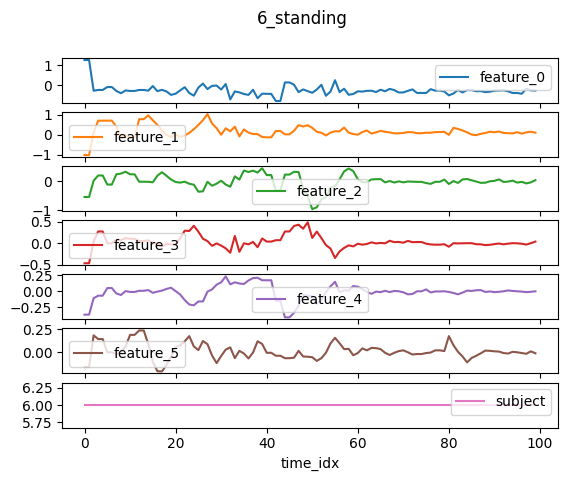 6_standing
1
0
feature_0
1
0
−1
feature_1
0
−1
feature_2
0.5
0.0
−0.5
feature_3
0.25
0.00
−0.25
feature_4
0.25
0.00
feature_5
6.25
6.00
5.75
subject
0 20 40 60 80 100
time_idx